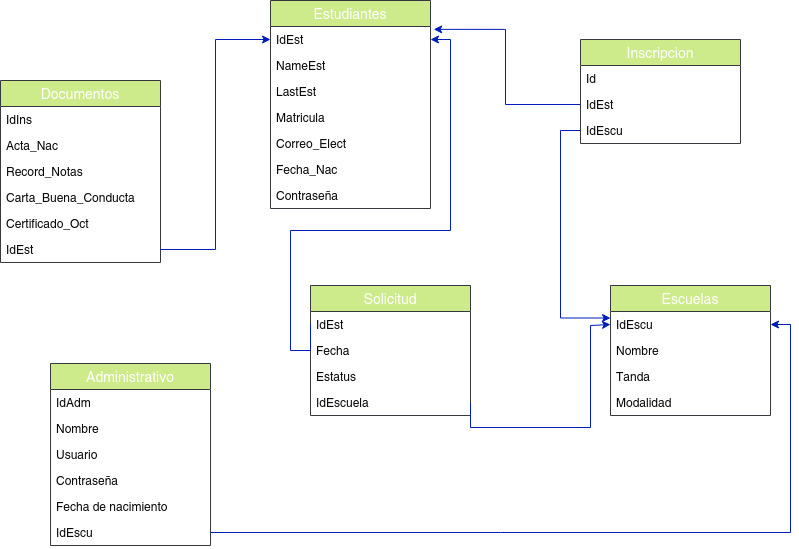 Estudiantes
IdEst
NameEst
LastEst
Matricula
Correo_Elect
Fecha_Nac
Contraseña
Inscripcion
Id
IdEst
IdEscu
Documentos
IdIns
Acta_Nac
Record_Notas
Carta_Buena_Conducta
Certificado_Oct
IdEst
Solicitud
IdEst
Fecha
Estatus
IdEscuela
Escuelas
IdEscu
Nombre
Tanda
Modalidad
Administrativo
IdAdm
Nombre
Usuario
Contraseña
Fecha de nacimiento
IdEscu